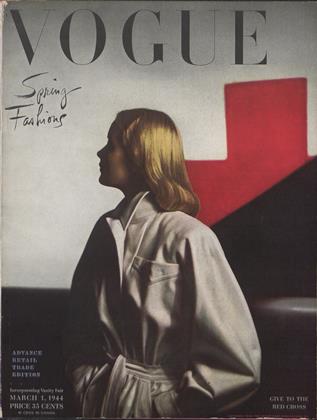 VOGUE
Spring
Fashions
ADVANCE
RETAIL
TRADE
EDITION
Incorporating Vanity Fair
MARCH 1, 1944
PRICE 35 CENTS
GIVE TO THE
RED CROSS